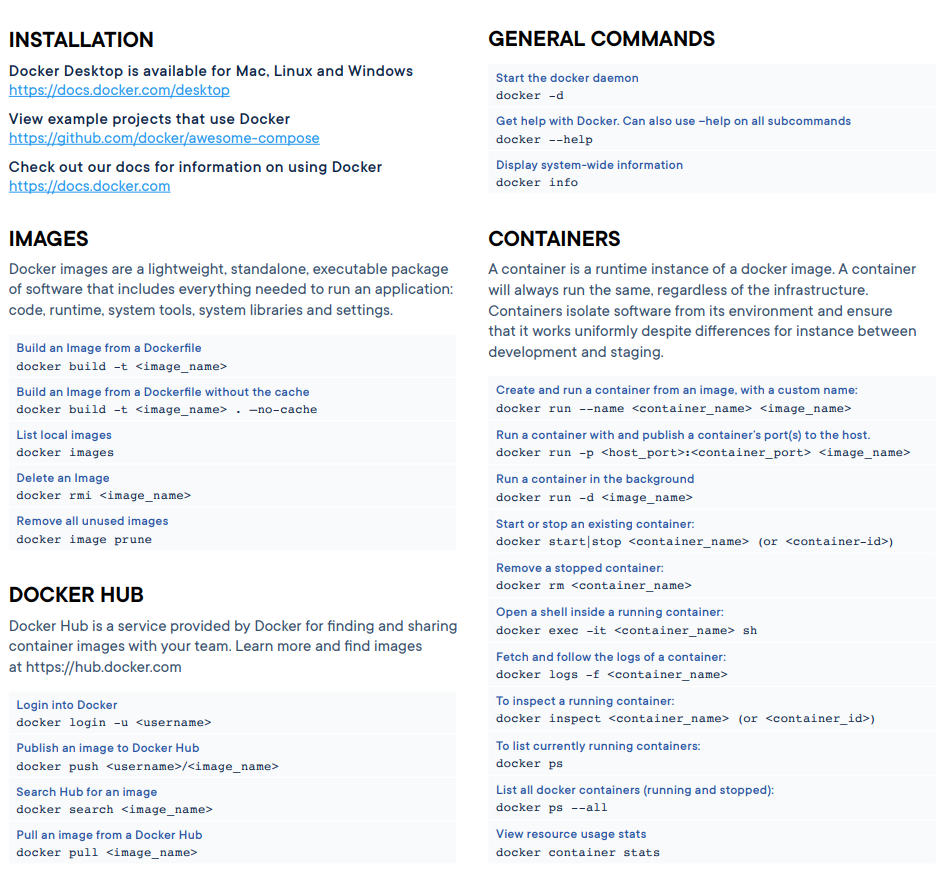 INSTALLATION
Docker Desktop is available for Mac, Linux and Windows
https://docs.docker.com/desktop
View example projects that use Docker
https://github.com/docker/awesome-compose
Check out our docs for information on using Docker
https://docs.docker.com
IMAGES
Docker images are a lightweight, standalone, executable package
of software that includes everything needed to run an application:
code, runtime, system tools, system libraries and settings.
Build an Image from a Dockerfile
docker build -t <image_name>
Build an Image from a Dockerfile without the cache
docker build -t <image_name> . –no-cache
List local images
docker images
Delete an Image
docker rmi <image_name>
Remove all unused images
docker image prune
DOCKER HUB
Docker Hub is a service provided by Docker for finding and sharing
container images with your team. Learn more and find images
at https://hub.docker.com
Login into Docker
docker login -u <username>
Publish an image to Docker Hub
docker push <username>/<image_name>
Search Hub for an image
docker search <image_name>
Pull an image from a Docker Hub
docker pull <image_name>
GENERAL COMMANDS
Start the docker daemon
docker -d
Get help with Docker. Can also use –help on all subcommands
docker --help
Display system-wide information
docker info
CONTAINERS
A container is a runtime instance of a docker image. A container
will always run the same, regardless of the infrastructure.
Containers isolate software from its environment and ensure
that it works uniformly despite differences for instance between
development and staging.
Create and run a container from an image, with a custom name:
docker run --name <container_name> <image_name>
Run a container with and publish a container’s port(s) to the host.
docker run -p <host_port>:<container_port> <image_name>
Run a container in the background
docker run -d <image_name>
Start or stop an existing container:
docker start|stop <container_name> (or <container-id>)
Remove a stopped container:
docker rm <container_name>
Open a shell inside a running container:
docker exec -it <container_name> sh
Fetch and follow the logs of a container:
docker logs -f <container_name>
To inspect a running container:
docker inspect <container_name> (or <container_id>)
To list currently running containers:
docker ps
List all docker containers (running and stopped):
docker ps --all
View resource usage stats
docker container stats